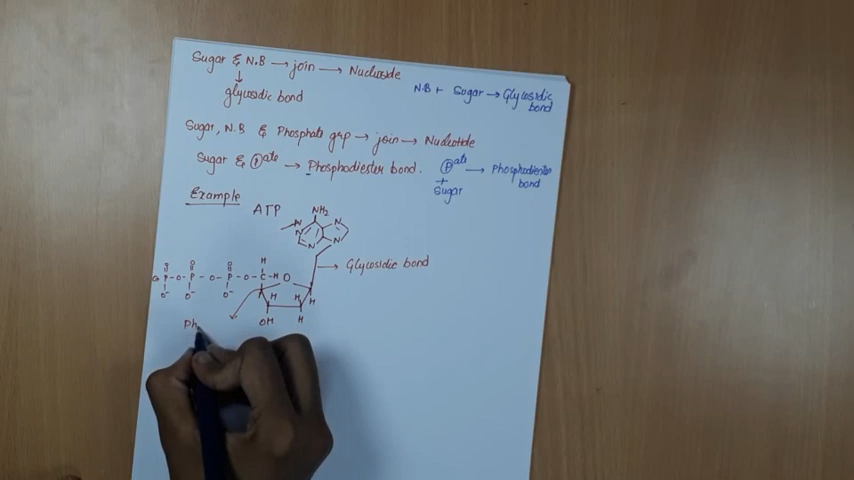 Sugar & N.B → join → Nucleoside
↓
glycosidic bond
N.B + Sugar → Glycosidic
bond
Sugar, N.B & Phosphate grp → join → Nucleotide
Sugar & Ⓟate → Phosphodiester bond.
Ⓟate → Phosphodiester
+ bond
Sugar
Example
ATP
NH2
N N
N N
N
→ Glycosidic bond
O O O H
O- P - O - P - O - P - O - C - H O
O- O- O-
H H H
OH H
Ph